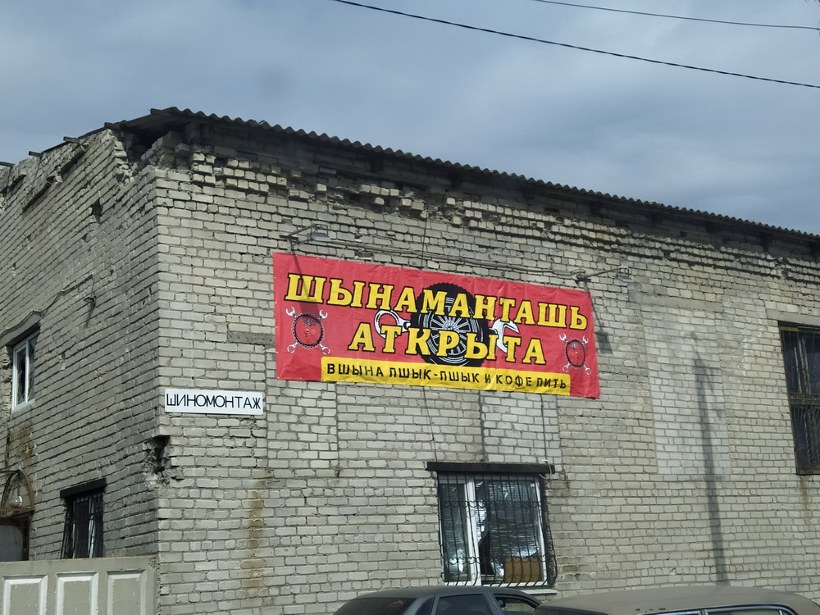 ШЫНАМАНТАШЬ
АТКРЫТА
ВШЫНА ПШЫК-ПШЫК И КОФЕ ПИТЬ
ШИНОМОНТАЖ